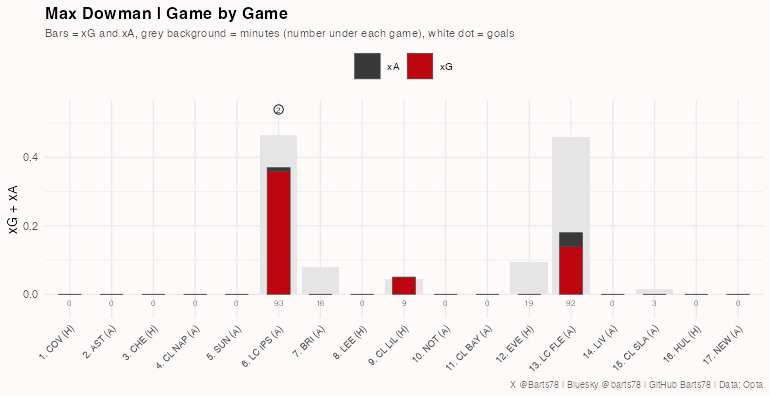 Max Dowman | Game by Game
Bars = xG and xA, grey background = minutes (number under each game), white dot = goals
xA xG
2
xG + xA
0.4
0.2
0.0
0 0 0 0 0 93 16 0 9 0 0 19 92 0 3 0 0
1. COV (H)
2. AST (A)
3. CHE (H)
4. CL NAP (A)
5. SUN (A)
6. LC IPS (A)
7. BRI (A)
8. LEE (H)
9. CL LIL (H)
10. NOT (A)
11. CL BAY (A)
12. EVE (H)
13. LC FLE (A)
14. LIV (A)
15. CL SLA (A)
16. HUL (H)
17. NEW (A)
X @Barts78 | Bluesky @barts78 | GitHub Barts78 | Data: Opta